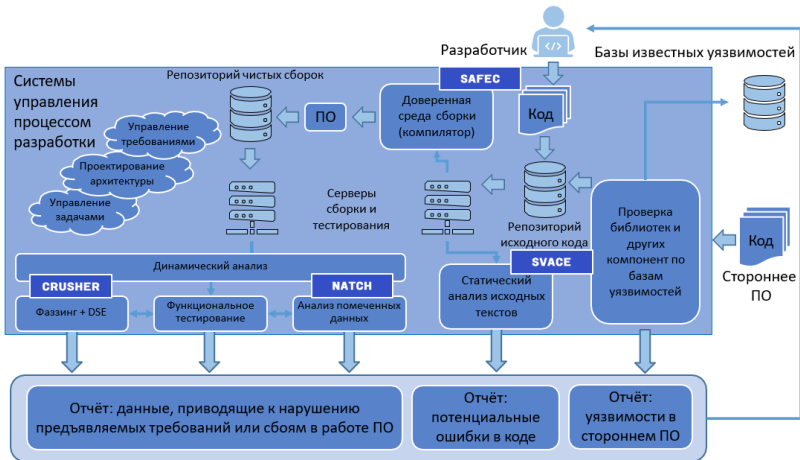 Разработчик
Базы известных уязвимостей
Системы
управления
процессом
разработки
Репозиторий чистых сборок
SAFEC
Доверенная
среда сборки
(компилятор)
ПО
Код
Управление
требованиями
Проектирование
архитектуры
Управление
задачами
Серверы
сборки и
тестирования
Репозиторий
исходного кода
Проверка
библиотек и
других
компонент по
базам
уязвимостей
Код
Стороннее
ПО
Динамический анализ
CRUSHER
Фаззинг + DSE
Функциональное
тестирование
NATCH
Анализ помеченных
данных
SVACE
Статический
анализ исходных
текстов
Отчёт: данные, приводящие к нарушению
предъявляемых требований или сбоям в работе ПО
Отчёт:
потенциальные
ошибки в коде
Отчёт:
уязвимости в
стороннем ПО